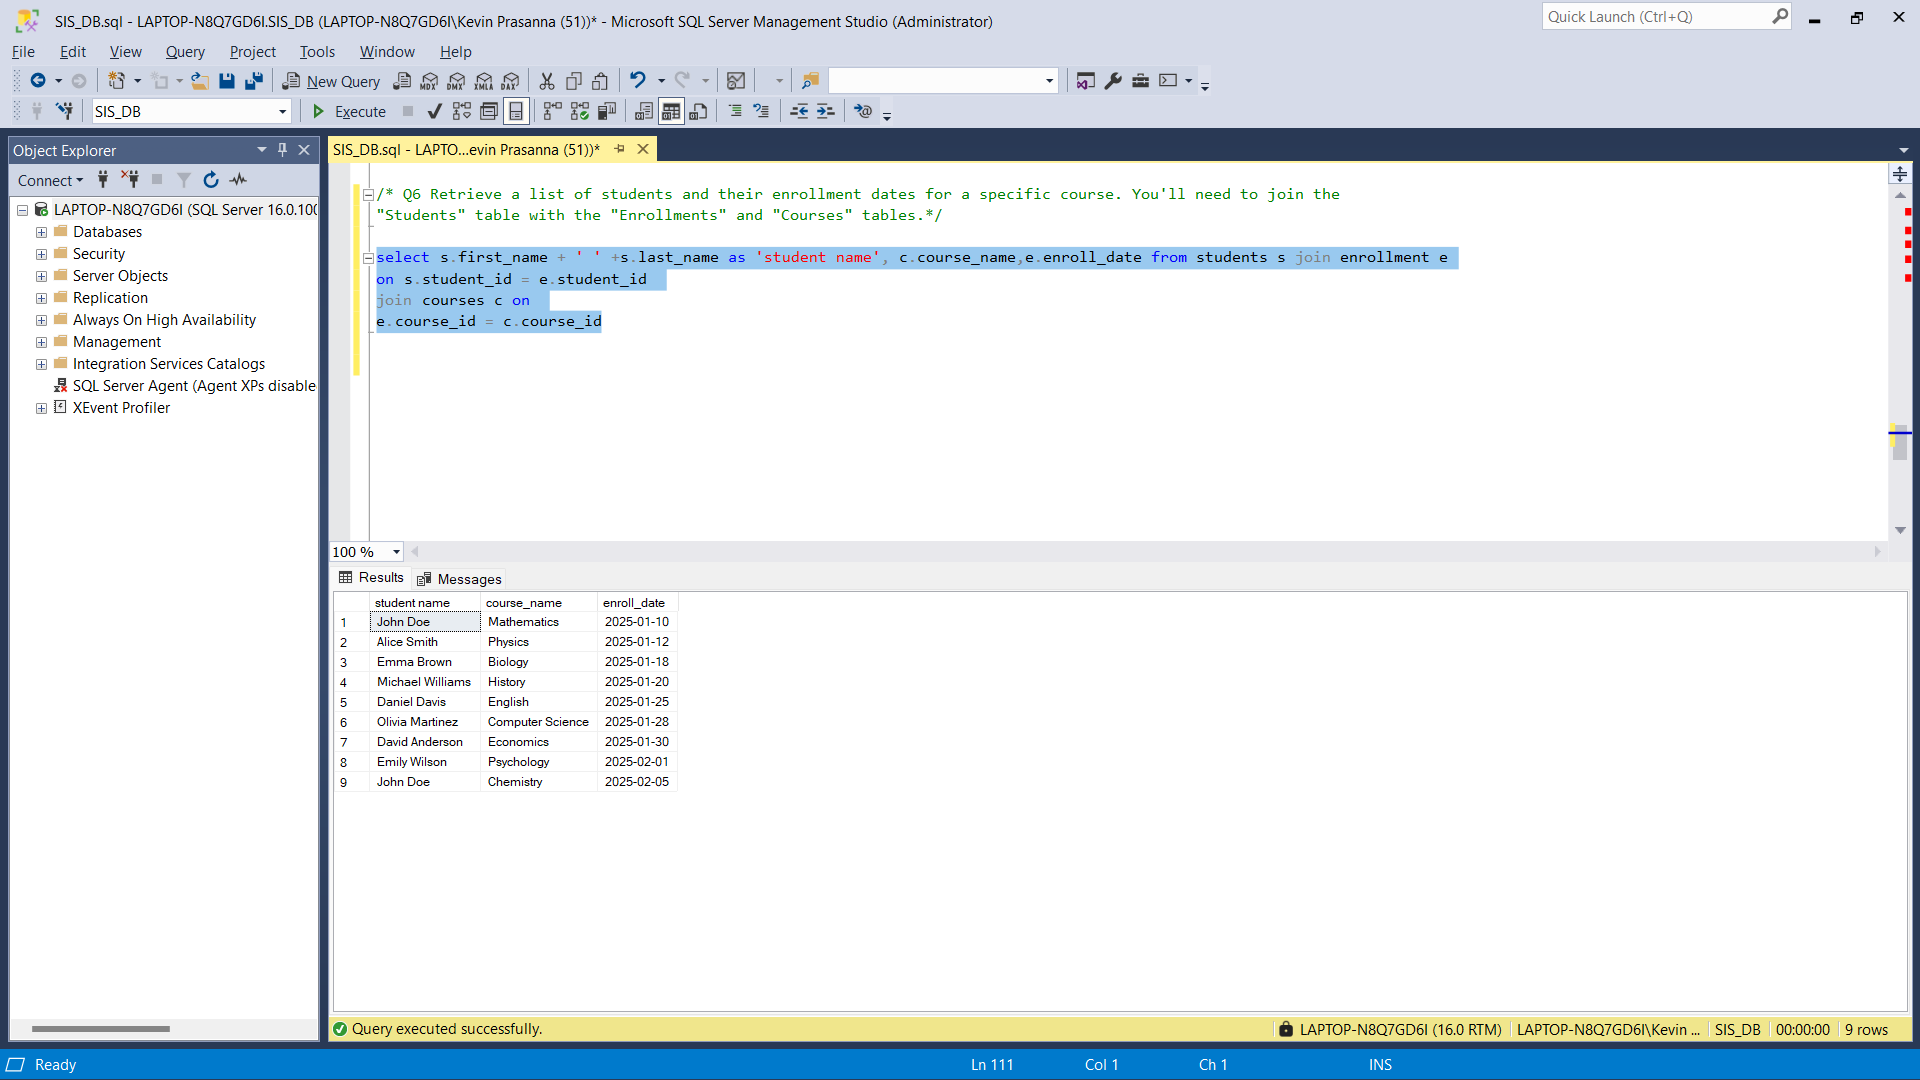 SIS_DB.sql - LAPTOP-N8Q7GD6I.SIS_DB (LAPTOP-N8Q7GD6I\Kevin Prasanna (51))* - Microsoft SQL Server Management Studio (Administrator)
Quick Launch (Ctrl+Q)
File Edit View Query Project Tools Window Help
New Query MDX DMX XMLA DAX
SIS_DB Execute
Object Explorer
SIS_DB.sql - LAPTO...evin Prasanna (51))*
Connect
LAPTOP-N8Q7GD6I (SQL Server 16.0.100
Databases
Security
Server Objects
Replication
Always On High Availability
Management
Integration Services Catalogs
SQL Server Agent (Agent XPs disable
XEvent Profiler
/* Q6 Retrieve a list of students and their enrollment dates for a specific course. You'll need to join the
"Students" table with the "Enrollments" and "Courses" tables.*/
select s.first_name + ' ' +s.last_name as 'student name', c.course_name,e.enroll_date from students s join enrollment e
on s.student_id = e.student_id
join courses c on
e.course_id = c.course_id
100 %
Results Messages
student name course_name enroll_date
1 John Doe Mathematics 2025-01-10
2 Alice Smith Physics 2025-01-12
3 Emma Brown Biology 2025-01-18
4 Michael Williams History 2025-01-20
5 Daniel Davis English 2025-01-25
6 Olivia Martinez Computer Science 2025-01-28
7 David Anderson Economics 2025-01-30
8 Emily Wilson Psychology 2025-02-01
9 John Doe Chemistry 2025-02-05
Query executed successfully. LAPTOP-N8Q7GD6I (16.0 RTM) LAPTOP-N8Q7GD6I\Kevin ... SIS_DB 00:00:00 9 rows
Ready Ln 111 Col 1 Ch 1 INS